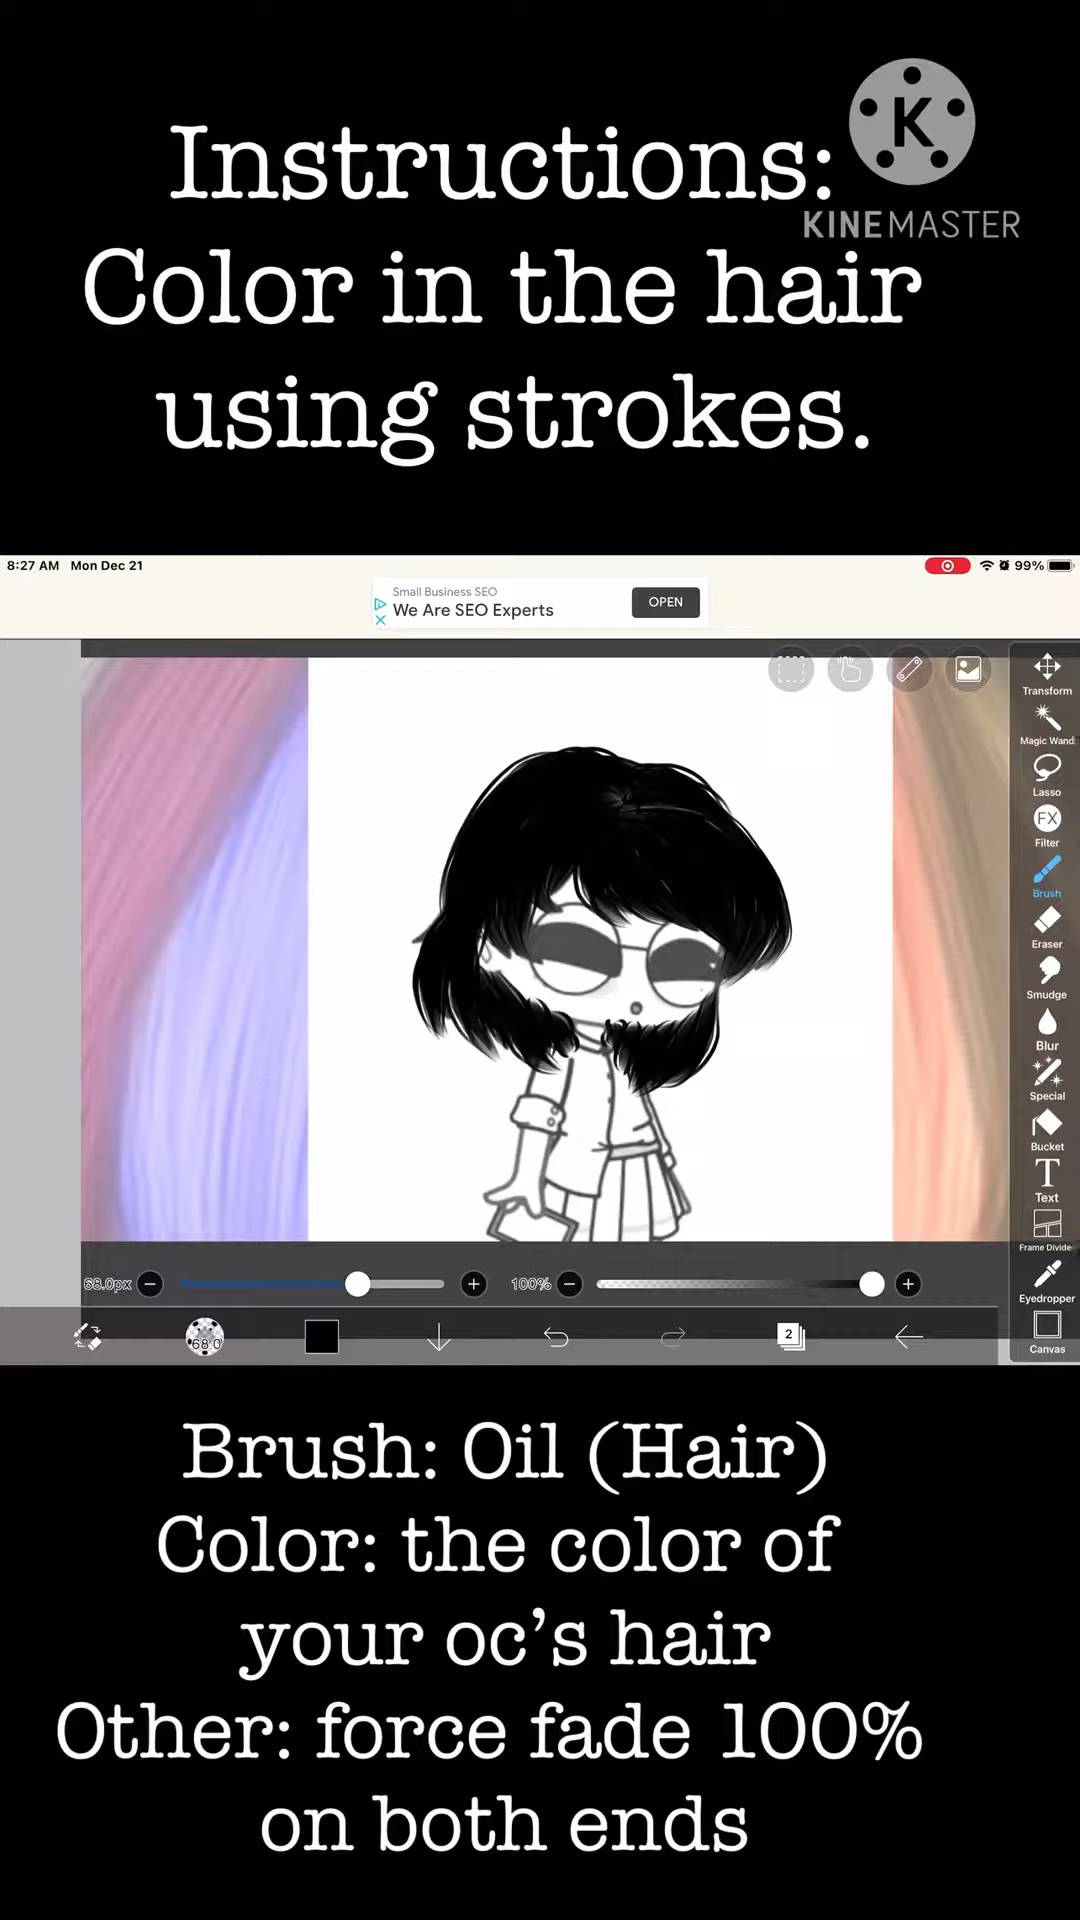 Instructions:
KINEMASTER
Color in the hair
using strokes.
8:27 AM Mon Dec 21
99%
Small Business SEO
We Are SEO Experts
OPEN
Transform
Magic Wand
Lasso
FX
Filter
Brush
Eraser
Smudge
Blur
Special
Bucket
T
Text
Frame Divide
Eyedropper
Canvas
68.0px
100%
68.0
2
Brush: Oil (Hair)
Color: the color of
your oc’s hair
Other: force fade 100%
on both ends